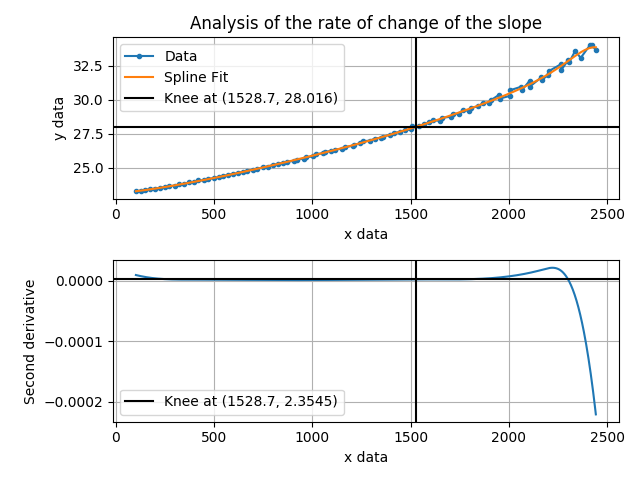 Analysis of the rate of change of the slope
y data
32.5
30.0
27.5
25.0
Data
Spline Fit
Knee at (1528.7, 28.016)
0 500 1000 1500 2000 2500
x data
Second derivative
0.0000
−0.0001
−0.0002
Knee at (1528.7, 2.3545)
0 500 1000 1500 2000 2500
x data